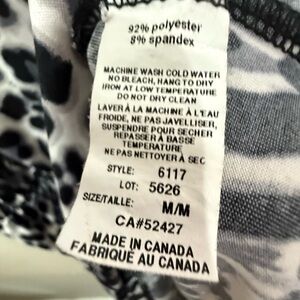 92% polyester
8% spandex
MACHINE WASH COLD WATER
NO BLEACH, HANG TO DRY
IRON AT LOW TEMPERATURE
DO NOT DRY CLEAN
LAVER À LA MACHINE À L'EAU
FROIDE, NE PAS JAVELLISER,
SUSPENDRE POUR SECHER
REPASSER À BASSE
TEMPERATURE
NE PAS NETTOYER À SEC
STYLE: 6117
LOT: 5626
SIZE/TAILLE: M/M
CA#52427
MADE IN CANADA
FABRIQUÉ AU CANADA